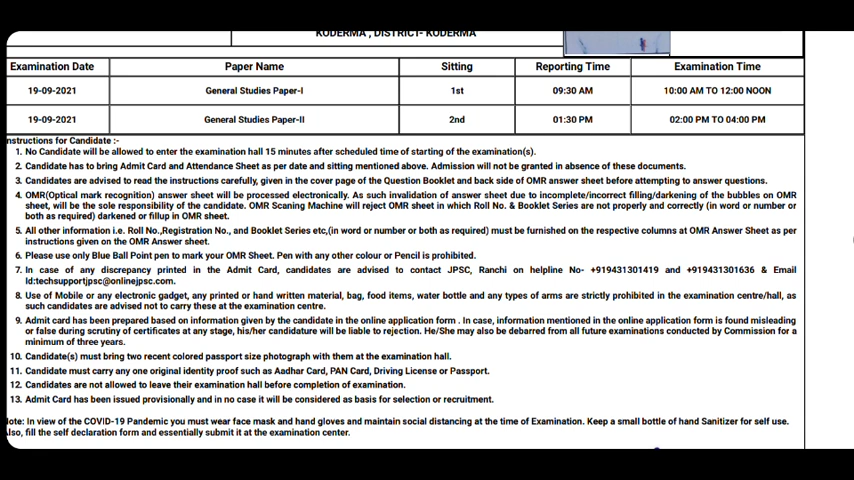 KODERMA , DISTRICT- KODERMA
Examination Date Paper Name Sitting Reporting Time Examination Time
19-09-2021 General Studies Paper-I 1st 09:30 AM 10:00 AM TO 12:00 NOON
19-09-2021 General Studies Paper-II 2nd 01:30 PM 02:00 PM TO 04:00 PM
nstructions for Candidate :-
1. No Candidate will be allowed to enter the examination hall 15 minutes after scheduled time of starting of the examination(s).
2. Candidate has to bring Admit Card and Attendance Sheet as per date and sitting mentioned above. Admission will not be granted in absence of these documents.
3. Candidates are advised to read the instructions carefully, given in the cover page of the Question Booklet and back side of OMR answer sheet before attempting to answer questions.
4. OMR(Optical mark recognition) answer sheet will be processed electronically. As such invalidation of answer sheet due to incomplete/incorrect filling/darkening of the bubbles on OMR
sheet, will be the sole responsibility of the candidate. OMR Scaning Machine will reject OMR sheet in which Roll No. & Booklet Series are not properly and correctly (in word or number or
both as required) darkened or fillup in OMR sheet.
5. All other information i.e. Roll No.,Registration No., and Booklet Series etc,(in word or number or both as required) must be furnished on the respective columns at OMR Answer Sheet as per
instructions given on the OMR Answer sheet.
6. Please use only Blue Ball Point pen to mark your OMR Sheet. Pen with any other colour or Pencil is prohibited.
7. In case of any discrepancy printed in the Admit Card, candidates are advised to contact JPSC, Ranchi on helpline No- +919431301419 and +919431301636 & Email
Id:techsupportjpsc@onlinejpsc.com.
8. Use of Mobile or any electronic gadget, any printed or hand written material, bag, food items, water bottle and any types of arms are strictly prohibited in the examination centre/hall, as
such candidates are advised not to carry these at the examination centre.
9. Admit card has been prepared based on information given by the candidate in the online application form . In case, information mentioned in the online application form is found misleading
or false during scrutiny of certificates at any stage, his/her candidature will be liable to rejection. He/She may also be debarred from all future examinations conducted by Commission for a
minimum of three years.
10. Candidate(s) must bring two recent colored passport size photograph with them at the examination hall.
11. Candidate must carry any one original identity proof such as Aadhar Card, PAN Card, Driving License or Passport.
12. Candidates are not allowed to leave their examination hall before completion of examination.
13. Admit Card has been issued provisionally and in no case it will be considered as basis for selection or recruitment.
lote: In view of the COVID-19 Pandemic you must wear face mask and hand gloves and maintain social distancing at the time of Examination. Keep a small bottle of hand Sanitizer for self use.
lso, fill the self declaration form and essentially submit it at the examination center.